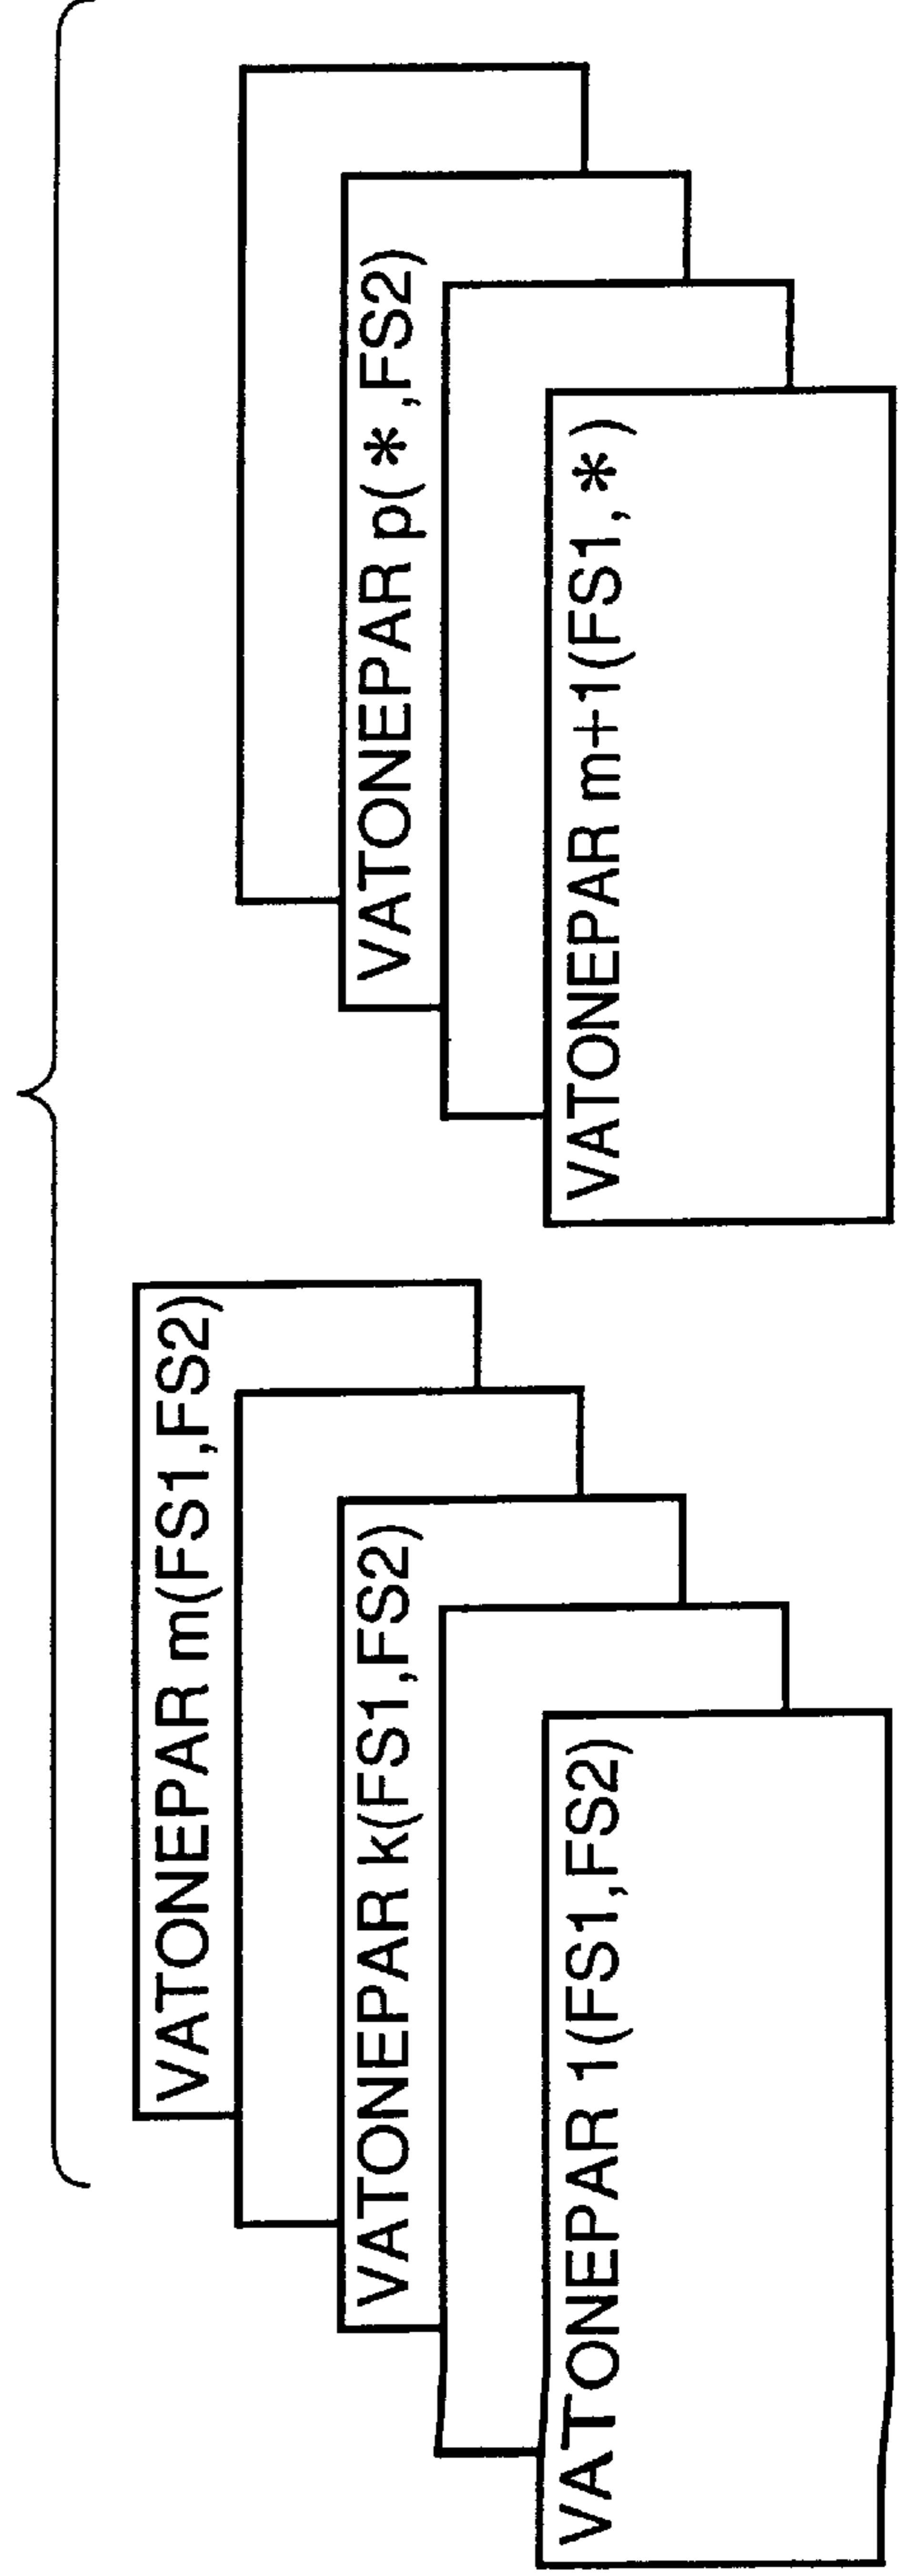 VATONEPAR m(FS1,FS2)
VATONEPAR k(FS1,FS2)
VATONEPAR 1(FS1,FS2)
VATONEPAR p(*,FS2)
VATONEPAR m+1(FS1,*)